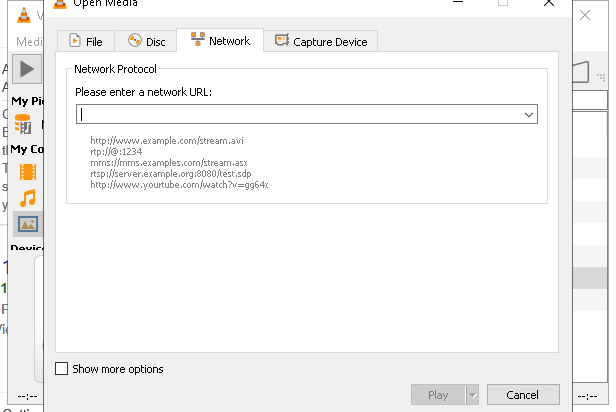 Open Media
Medi
File
Disc
Network
Capture Device
Network Protocol
Please enter a network URL:
http://www.example.com/stream.avi
rtp://@:1234
mms://mms.examples.com/stream.asx
rtsp://server.example.org:8080/test.sdp
http://www.yourtube.com/watch?v=gg64x
My Pi
My Co
Device
Show more options
Play
Cancel
--:--
--:--